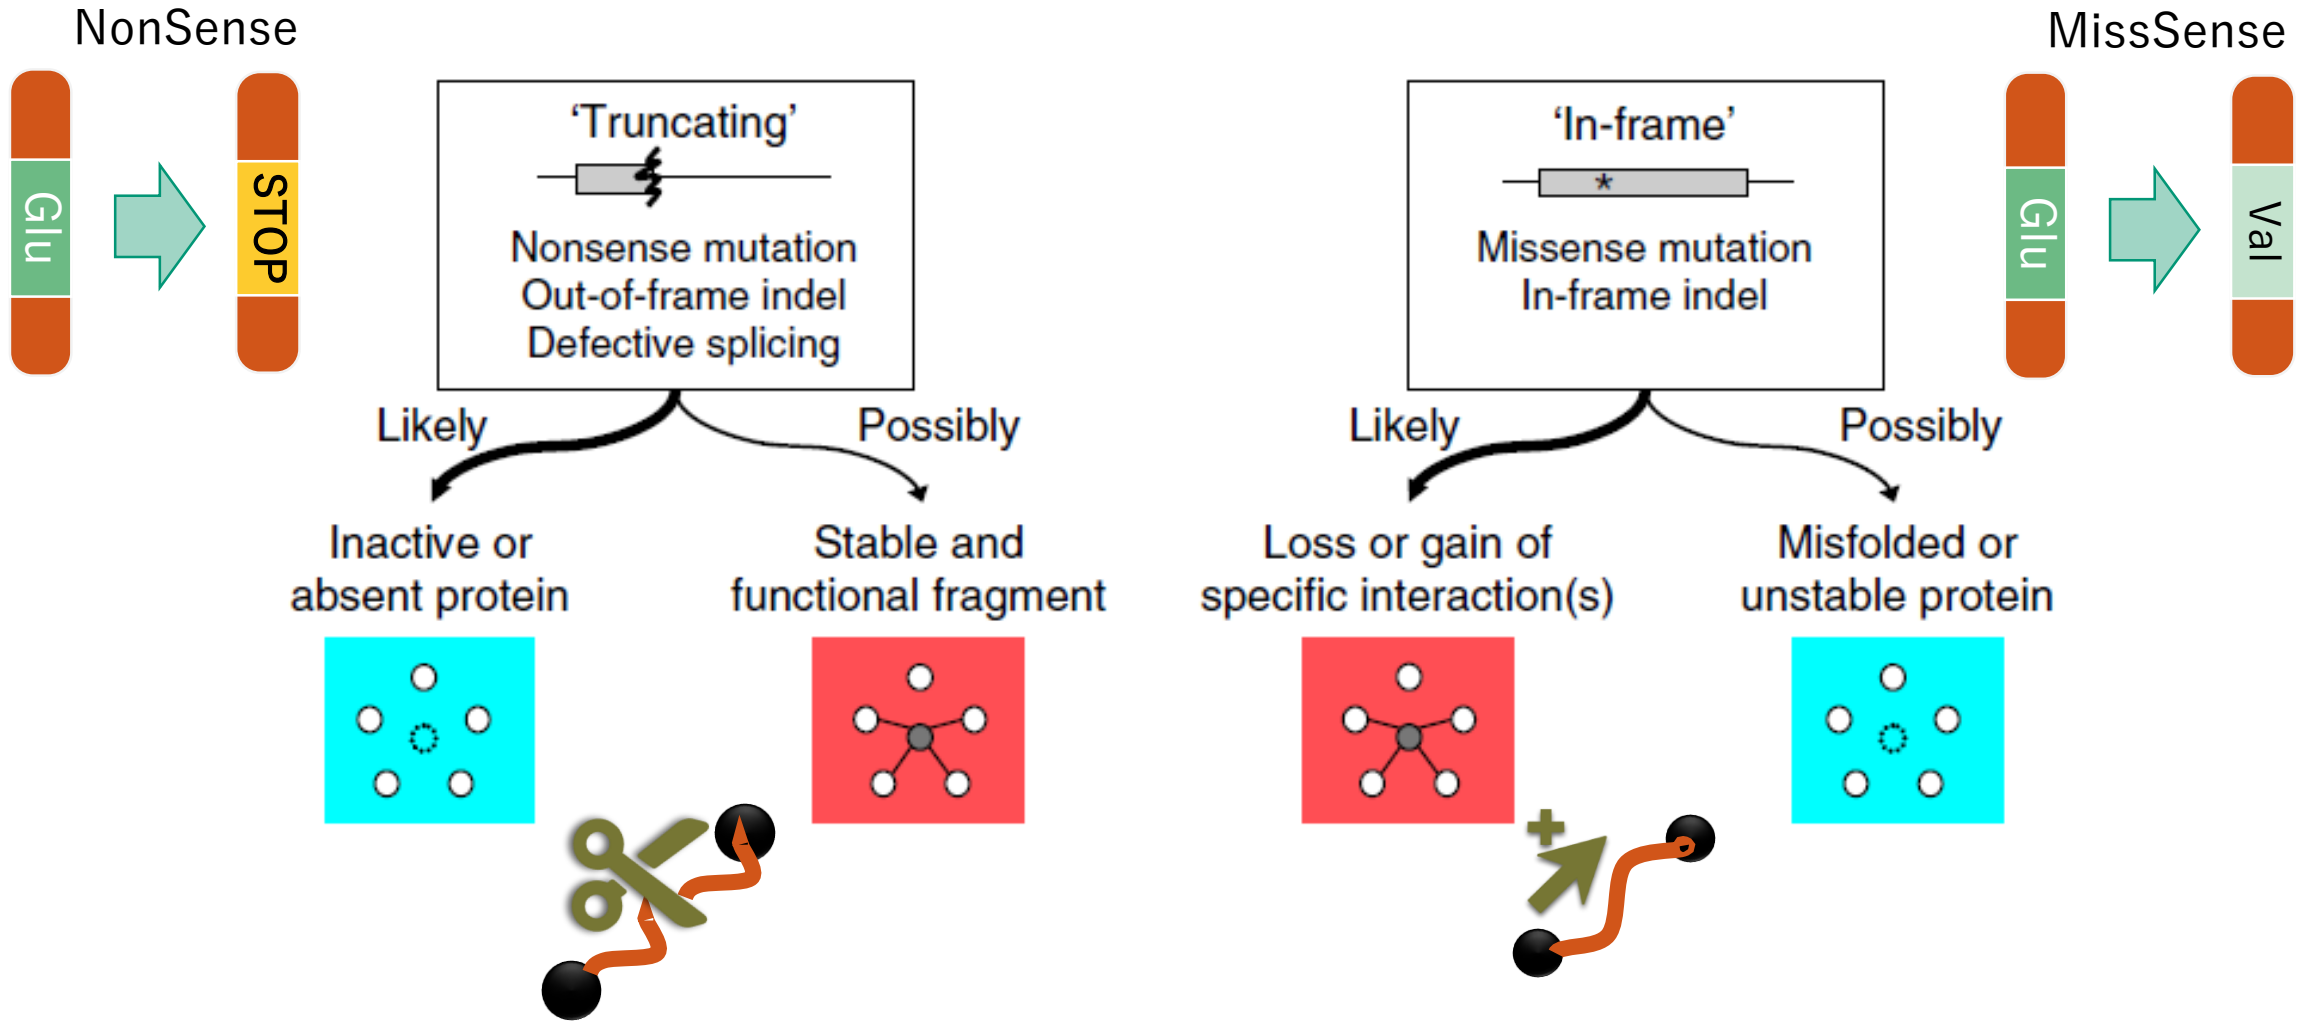 NonSense
MissSense
Glu
STOP
‘Truncating’
Nonsense mutation
Out-of-frame indel
Defective splicing
‘In-frame’
*
Missense mutation
In-frame indel
Glu
Val
Likely
Possibly
Likely
Possibly
Inactive or
absent protein
Stable and
functional fragment
Loss or gain of
specific interaction(s)
Misfolded or
unstable protein